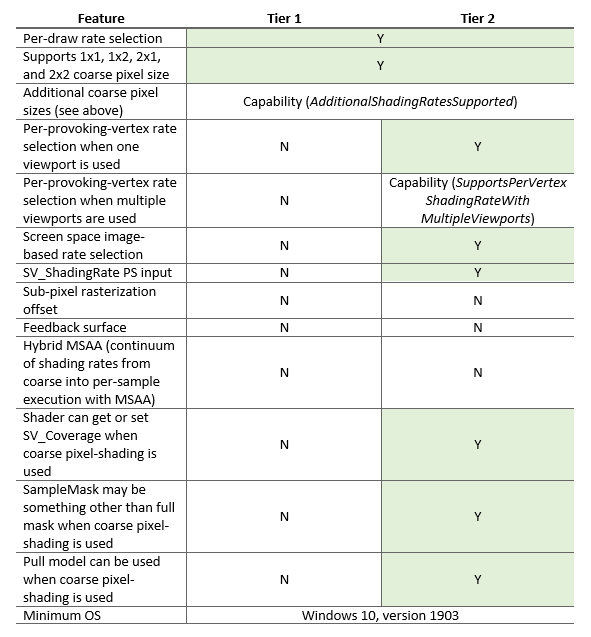 Feature Tier 1 Tier 2
Per-draw rate selection Y
Supports 1x1, 1x2, 2x1,
and 2x2 coarse pixel size Y
Additional coarse pixel
sizes (see above) Capability (AdditionalShadingRatesSupported)
Per-provoking-vertex rate
selection when one
viewport is used N Y
Per-provoking-vertex rate
selection when multiple
viewports are used N Capability (SupportsPerVertex
ShadingRateWith
MultipleViewports)
Screen space image-
based rate selection N Y
SV_ShadingRate PS input N Y
Sub-pixel rasterization
offset N N
Feedback surface N N
Hybrid MSAA (continuum
of shading rates from
coarse into per-sample
execution with MSAA) N N
Shader can get or set
SV_Coverage when
coarse pixel-shading is
used N Y
SampleMask may be
something other than full
mask when coarse pixel-
shading is used N Y
Pull model can be used
when coarse pixel-
shading is used N Y
Minimum OS Windows 10, version 1903